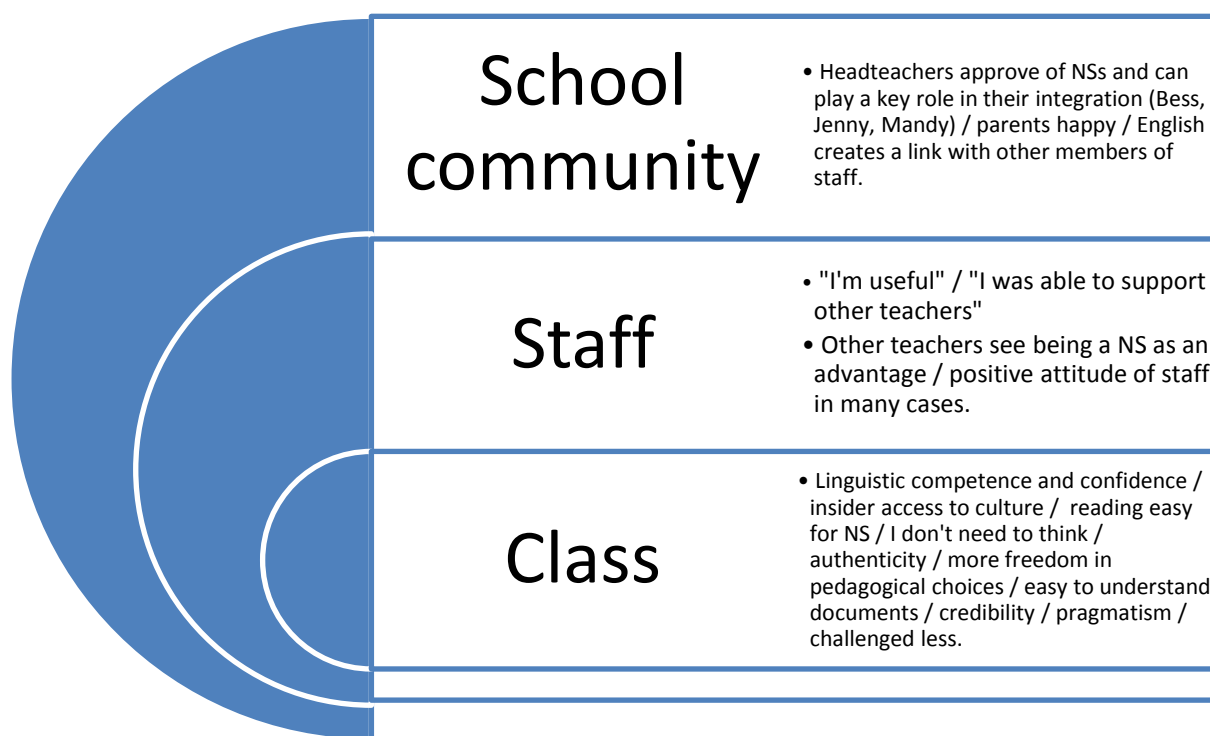 School
community
• Headteachers approve of NSs and can
play a key role in their integration (Bess,
Jenny, Mandy) / parents happy / English
creates a link with other members of
staff.
Staff
• "I'm useful" / "I was able to support
other teachers"
• Other teachers see being a NS as an
advantage / positive attitude of staff
in many cases.
Class
• Linguistic competence and confidence /
insider access to culture / reading easy
for NS / I don't need to think /
authenticity / more freedom in
pedagogical choices / easy to understand
documents / credibility / pragmatism /
challenged less.